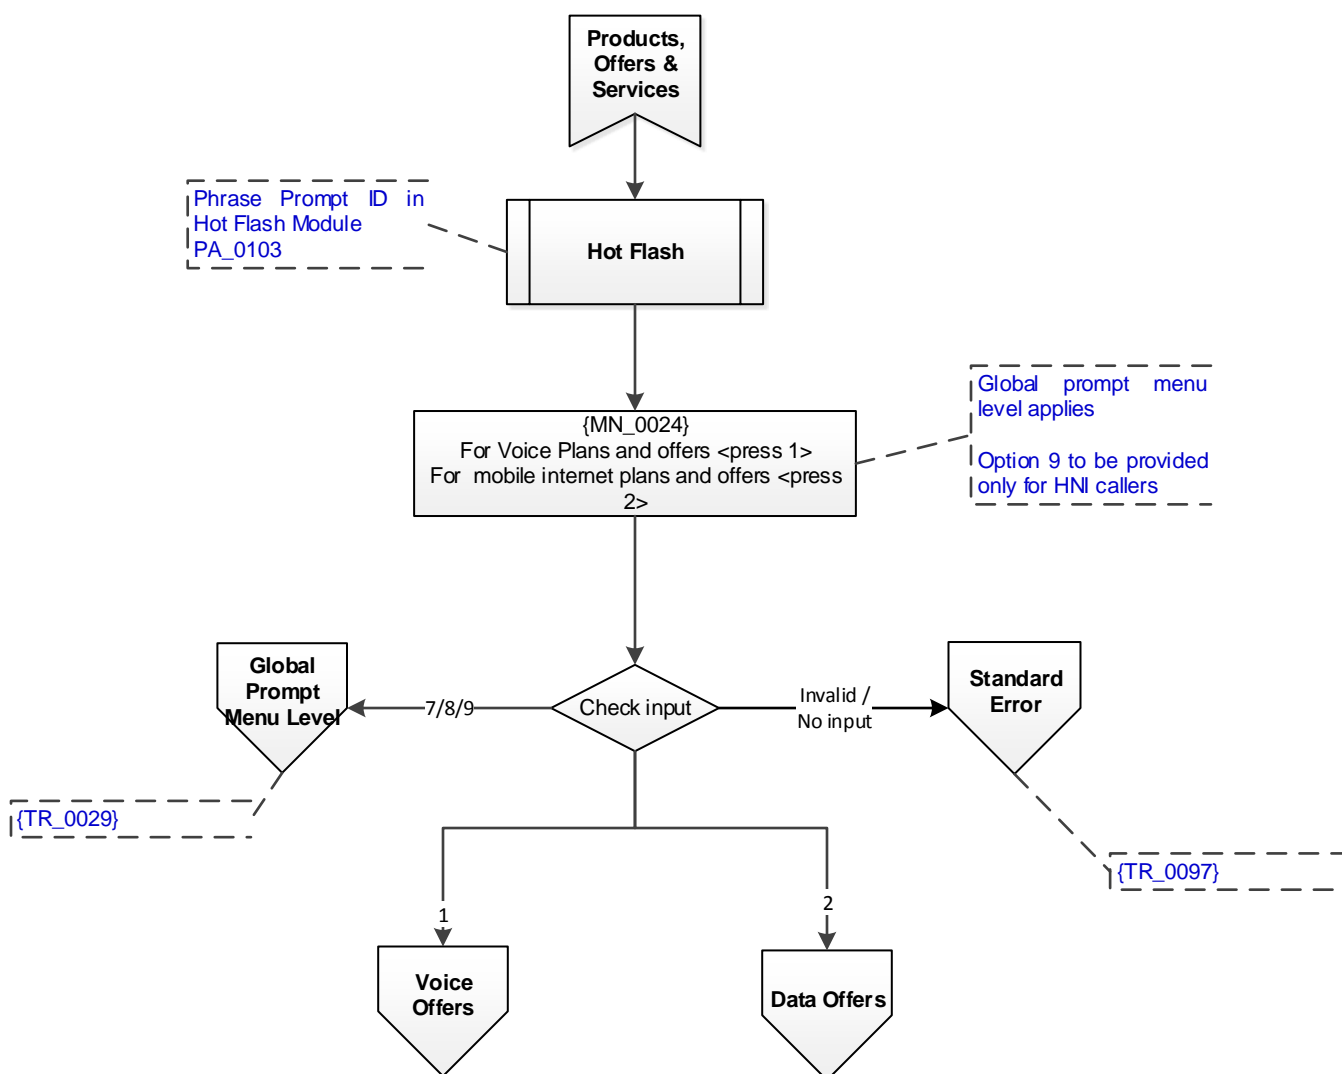 Products,
Offers &
Services
Phrase Prompt ID in
Hot Flash Module
PA_0103
Hot Flash
Global prompt menu
level applies
Option 9 to be provided
only for HNI callers
{MN_0024}
For Voice Plans and offers <press 1>
For mobile internet plans and offers <press
2>
Global
Prompt
Menu Level
7/8/9
Check input
Invalid /
No input
Standard
Error
{TR_0029}
{TR_0097}
1
2
Voice
Offers
Data Offers